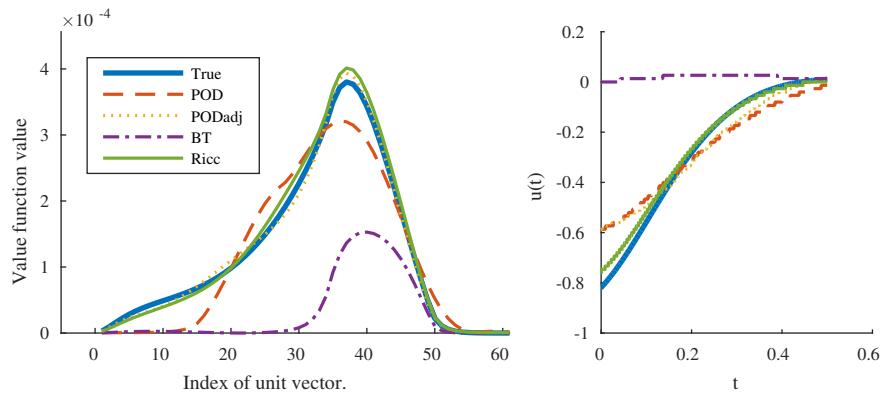 ×10 -4
Value function value
4
3
2
1
0
True
POD
PODadj
BT
Ricc
0 10 20 30 40 50 60
Index of unit vector.
u(t)
0
-0.2
-0.4
-0.6
-0.8
-1
0 0.2 0.4 0.6
t